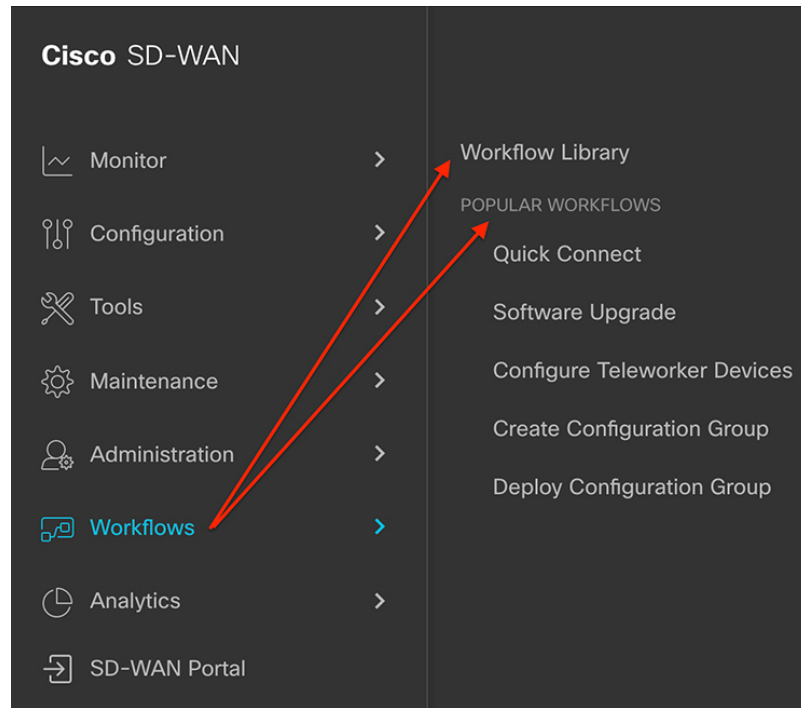 Cisco SD-WAN
Monitor
Configuration
Tools
Maintenance
Administration
Workflows
Analytics
SD-WAN Portal
Workflow Library
POPULAR WORKFLOWS
Quick Connect
Software Upgrade
Configure Teleworker Devices
Create Configuration Group
Deploy Configuration Group